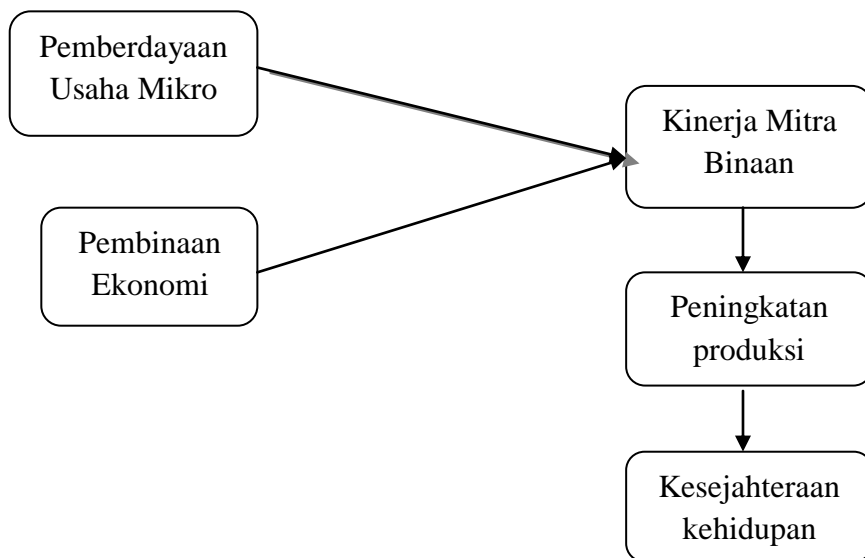 Pemberdayaan
Usaha Mikro
Kinerja Mitra
Binaan
Pembinaan
Ekonomi
Peningkatan
produksi
Kesejahteraan
kehidupan